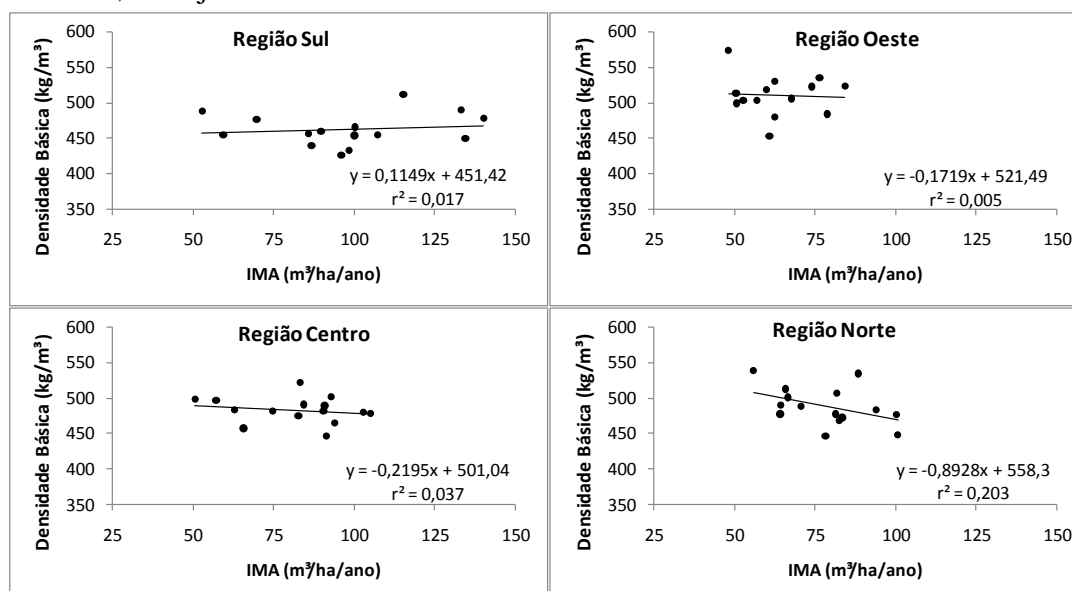 Região Sul
Densidade Básica (kg/m³)
600
550
500
450
400
350
y = 0,1149x + 451,42
r² = 0,017
25 50 75 100 125 150
IMA (m³/ha/ano)
Região Oeste
Densidade Básica (kg/m³)
600
550
500
450
400
350
y = -0,1719x + 521,49
r² = 0,005
25 50 75 100 125 150
IMA (m³/ha/ano)
Região Centro
Densidade Básica (kg/m³)
600
550
500
450
400
350
y = -0,2195x + 501,04
r² = 0,037
25 50 75 100 125 150
IMA (m³/ha/ano)
Região Norte
Densidade Básica (kg/m³)
600
550
500
450
400
350
y = -0,8928x + 558,3
r² = 0,203
25 50 75 100 125 150
IMA (m³/ha/ano)